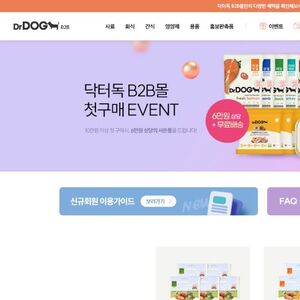 닥터독 B2B몰만의 다양한 혜택을 확인해보세
DrDOG B2B
사료 화식 간식 영양제 용품 홍보판촉품 이벤트
닥터독 B2B몰
첫구매 EVENT
10만원 이상 첫 구매시, 6만원 상당의 사은품을 드립니다.
6만원 상당
+ 무료배송
신규회원 이용가이드 보러가기 >
NEW
FAQ